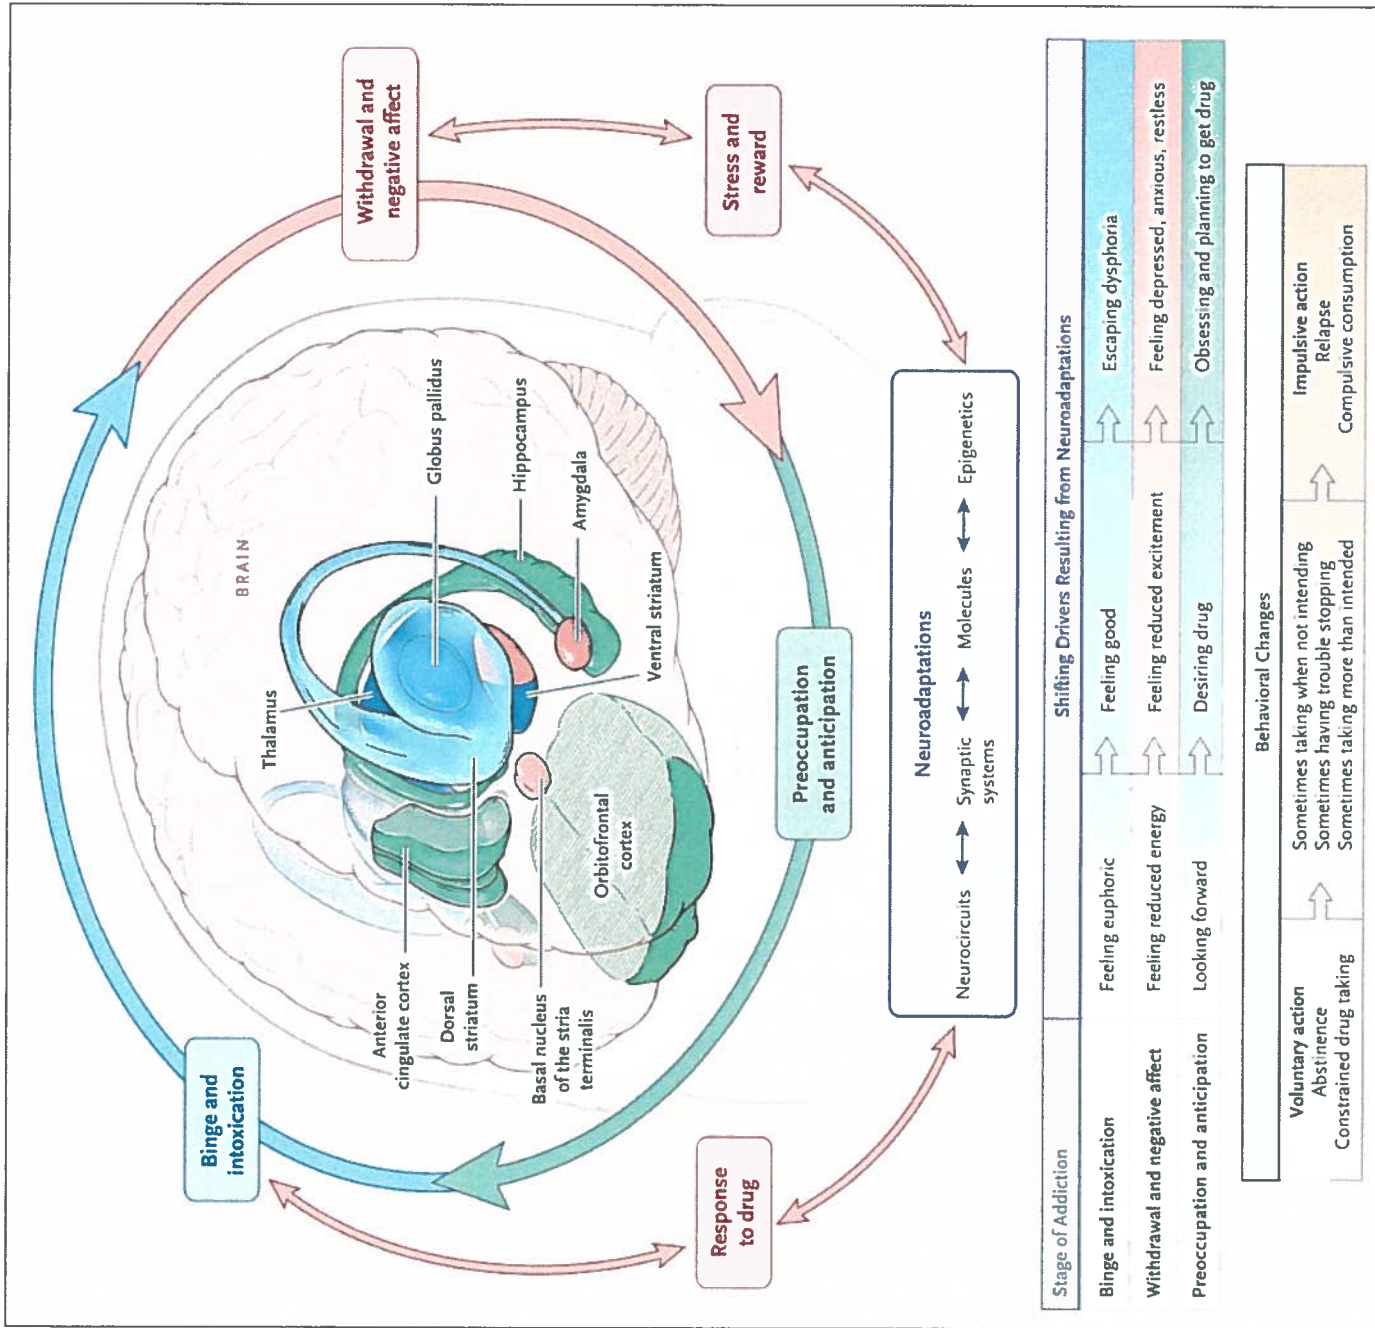 Binge and
intoxication
Withdrawal and
negative affect
BRAIN
Thalamus
Globus pallidus
Anterior
cingulate cortex
Hippocampus
Dorsal
striatum
Amygdala
Basal nucleus
of the stria
terminalis
Orbitofrontal
cortex
Ventral striatum
Response
to drug
Stress and
reward
Preoccupation
and anticipation
Neuroadaptations
Neurocircuits
Synaptic
systems
Molecules
Epigenetics
Stage of Addiction
Shifting Drivers Resulting from Neuroadaptations
Binge and intoxication
Feeling euphoric
Feeling good
Escaping dysphoria
Withdrawal and negative affect
Feeling reduced energy
Feeling reduced excitement
Feeling depressed, anxious, restless
Preoccupation and anticipation
Looking forward
Desiring drug
Obsessing and planning to get drug
Behavioral Changes
Voluntary action
Abstinence
Constrained drug taking
Sometimes taking when not intending
Sometimes having trouble stopping
Sometimes taking more than intended
Impulsive action
Relapse
Compulsive consumption